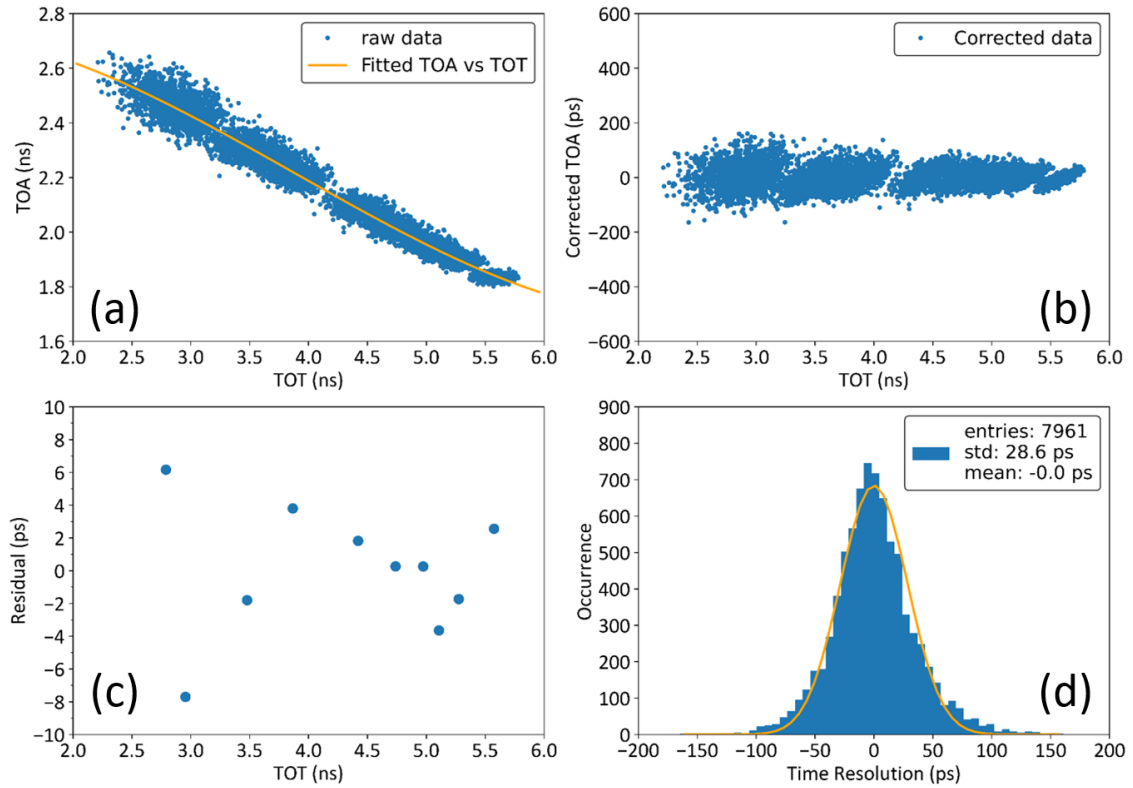 2.8
2.6
2.4
2.2
2.0
1.8
1.6
TOA (ns)
raw data
Fitted TOA vs TOT
(a)
2.0 2.5 3.0 3.5 4.0 4.5 5.0 5.5 6.0
TOT (ns)
600
400
200
0
−200
−400
−600
Corrected TOA (ps)
Corrected data
(b)
2.0 2.5 3.0 3.5 4.0 4.5 5.0 5.5 6.0
TOT (ns)
10
8
6
4
2
0
−2
−4
−6
−8
−10
Residual (ps)
(c)
2.0 2.5 3.0 3.5 4.0 4.5 5.0 5.5 6.0
TOT (ns)
900
800
700
600
500
400
300
200
100
0
Occurrence
entries: 7961
std: 28.6 ps
mean: -0.0 ps
(d)
−200 −150 −100 −50 0 50 100 150 200
Time Resolution (ps)